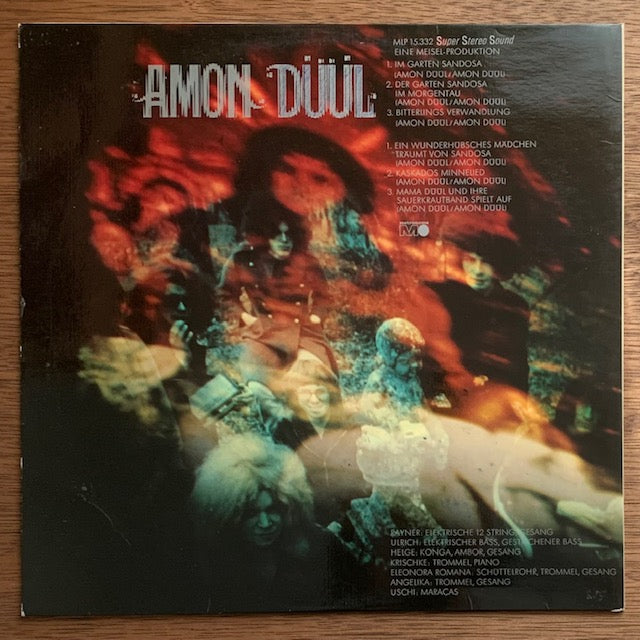 MLP 15.332 Super Stereo Sound
EINE MEISEL-PRODUKTION
AMON DÜÜL
1. IM GARTEN SANDOSA
(AMON DÜÜL/AMON DÜÜL)
2. DER GARTEN SANDOSA
IM MORGENTAU
(AMON DÜÜL/AMON DÜÜL)
3. BITTERLINGS VERWANDLUNG
(AMON DÜÜL/AMON DÜÜL)
1. EIN WUNDERHÜBSCHES MÄDCHEN
TRÄUMT VON SANDOSA
(AMON DÜÜL/AMON DÜÜL)
2. KASKADOS MINNELIED
(AMON DÜÜL/AMON DÜÜL)
3. MAMA DÜÜL UND IHRE
SAUERKRAUTBAND SPIELT AUF
(AMON DÜÜL/AMON DÜÜL)
RAYNER: ELEKTRISCHE 12 STRING, GESANG
ULRICH: ELEKTRISCHER BASS, GESTRICHENER BASS
HELGE: KONGA, AMBOR, GESANG
KRISCHKE: TROMMEL, PIANO
ELEONORA ROMANA: SCHÜTTELROHR, TROMMEL, GESANG
ANGELIKA: TROMMEL, GESANG
USCHI: MARACAS